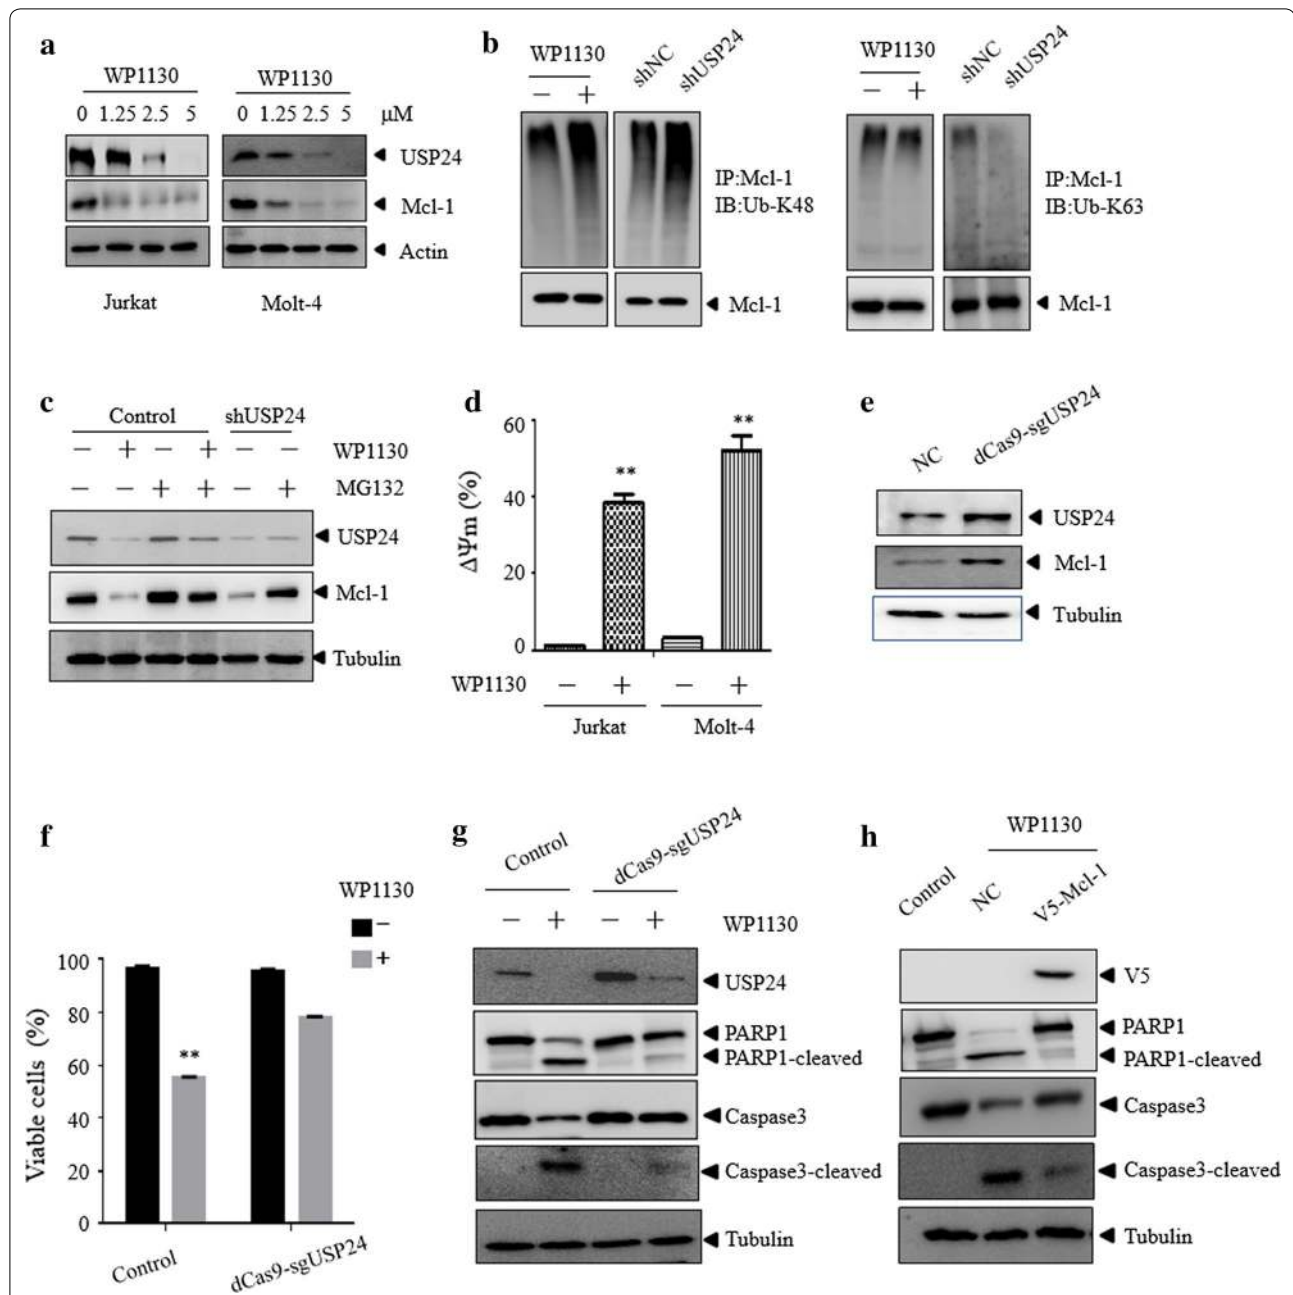 a
WP1130
WP1130
0 1.25 2.5 5
0 1.25 2.5 5 μM
USP24
Mcl-1
Actin
Jurkat
Molt-4
b
WP1130
shNC
shUSP24
− +
IP:Mcl-1
IB:Ub-K48
Mcl-1
WP1130
shNC
shUSP24
− +
IP:Mcl-1
IB:Ub-K63
Mcl-1
c
Control
shUSP24
− + − + − − WP1130
− − + + − + MG132
USP24
Mcl-1
Tubulin
d
ΔΨm (%)
60
40
20
0
**
**
WP1130 − + − +
Jurkat
Molt-4
e
NC
dCas9-sgUSP24
USP24
Mcl-1
Tubulin
f
WP1130
−
+
Viable cells (%)
100
80
60
40
20
0
**
Control
dCas9-sgUSP24
g
Control
dCas9-sgUSP24
− + − + WP1130
USP24
PARP1
PARP1-cleaved
Caspase3
Caspase3-cleaved
Tubulin
h
WP1130
Control
NC
V5-Mcl-1
V5
PARP1
PARP1-cleaved
Caspase3
Caspase3-cleaved
Tubulin